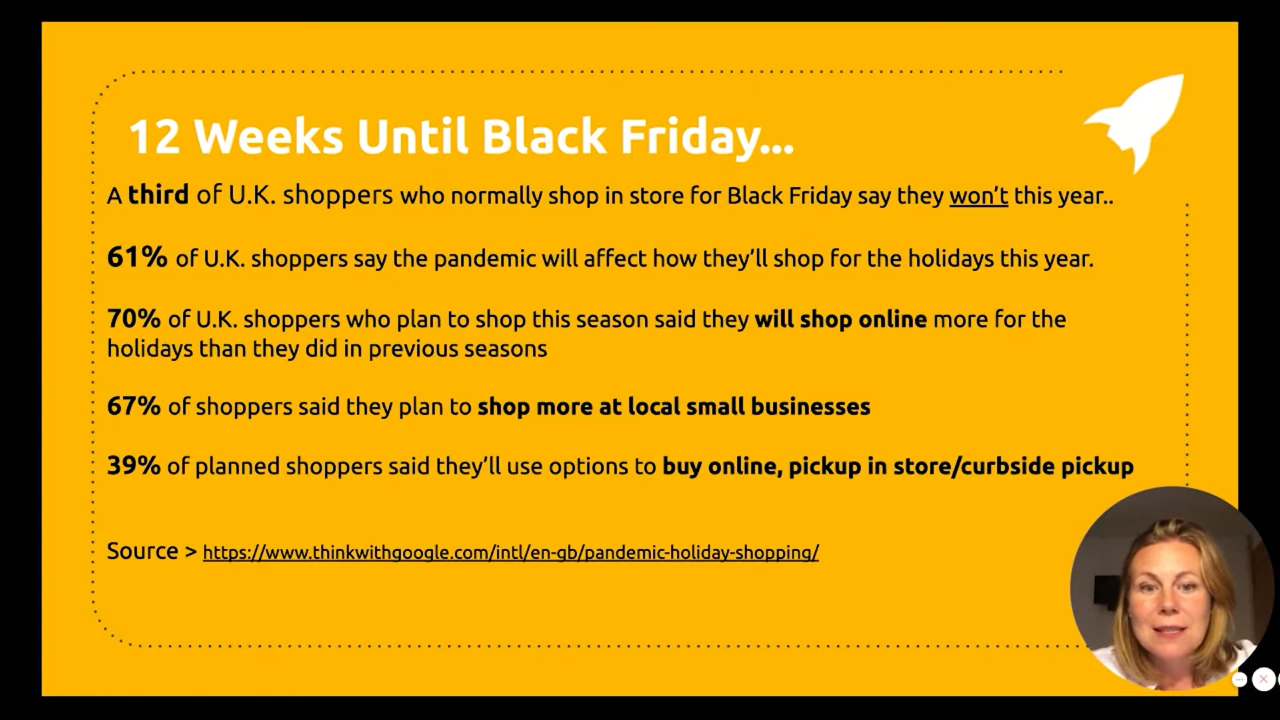 12 Weeks Until Black Friday...
A third of U.K. shoppers who normally shop in store for Black Friday say they won't this year..
61% of U.K. shoppers say the pandemic will affect how they'll shop for the holidays this year.
70% of U.K. shoppers who plan to shop this season said they will shop online more for the
holidays than they did in previous seasons
67% of shoppers said they plan to shop more at local small businesses
39% of planned shoppers said they'll use options to buy online, pickup in store/curbside pickup
Source > https://www.thinkwithgoogle.com/intl/en-gb/pandemic-holiday-shopping/